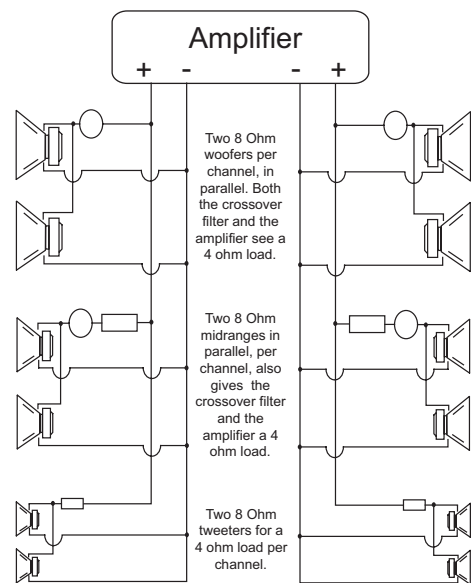 Amplifier
+ - - +
Two 8 Ohm
woofers per
channel, in
parallel. Both
the crossover
filter and the
amplifier see a
4 ohm load.
Two 8 Ohm
midranges in
parallel, per
channel, also
gives the
crossover filter
and the
amplifier a 4
ohm load.
Two 8 Ohm
tweeters for a
4 ohm load per
channel.